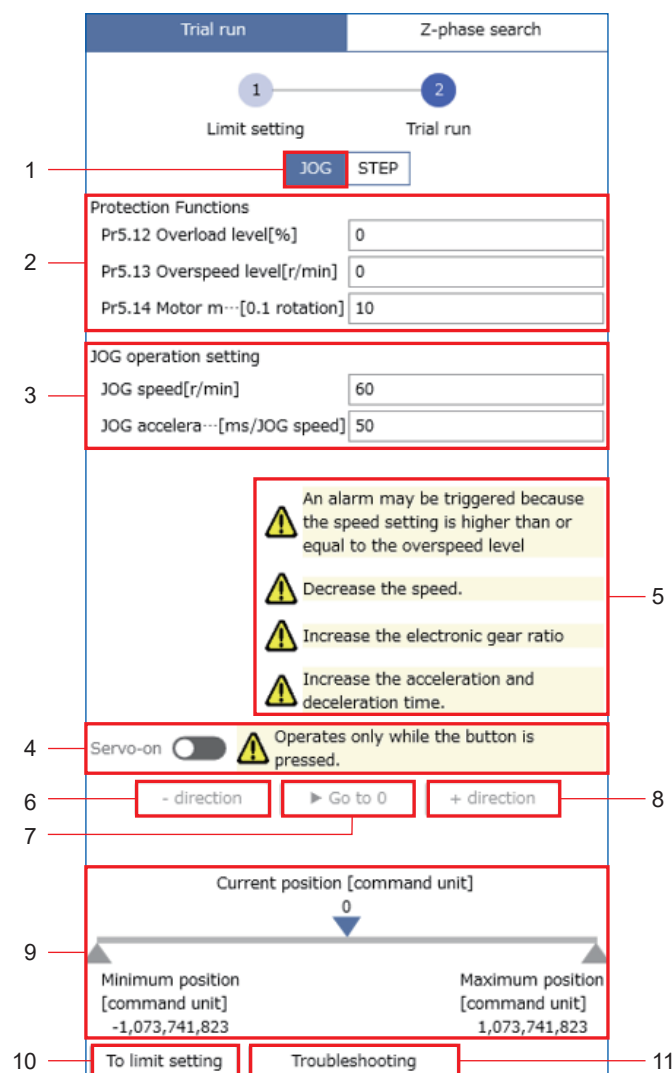 Trial run Z-phase search
1 2
Limit setting Trial run
1 JOG STEP
Protection Functions
Pr5.12 Overload level[%] 0
2 Pr5.13 Overspeed level[r/min] 0
Pr5.14 Motor m···[0.1 rotation] 10
JOG operation setting
3 JOG speed[r/min] 60
JOG accelera···[ms/JOG speed] 50
An alarm may be triggered because
the speed setting is higher than or
equal to the overspeed level
Decrease the speed. 5
Increase the electronic gear ratio
Increase the acceleration and
deceleration time.
4 Servo-on Operates only while the button is
pressed.
6 - direction ► Go to 0 + direction 8
7
Current position [command unit]
0
9
Minimum position Maximum position
[command unit] [command unit]
-1,073,741,823 1,073,741,823
10 To limit setting Troubleshooting 11